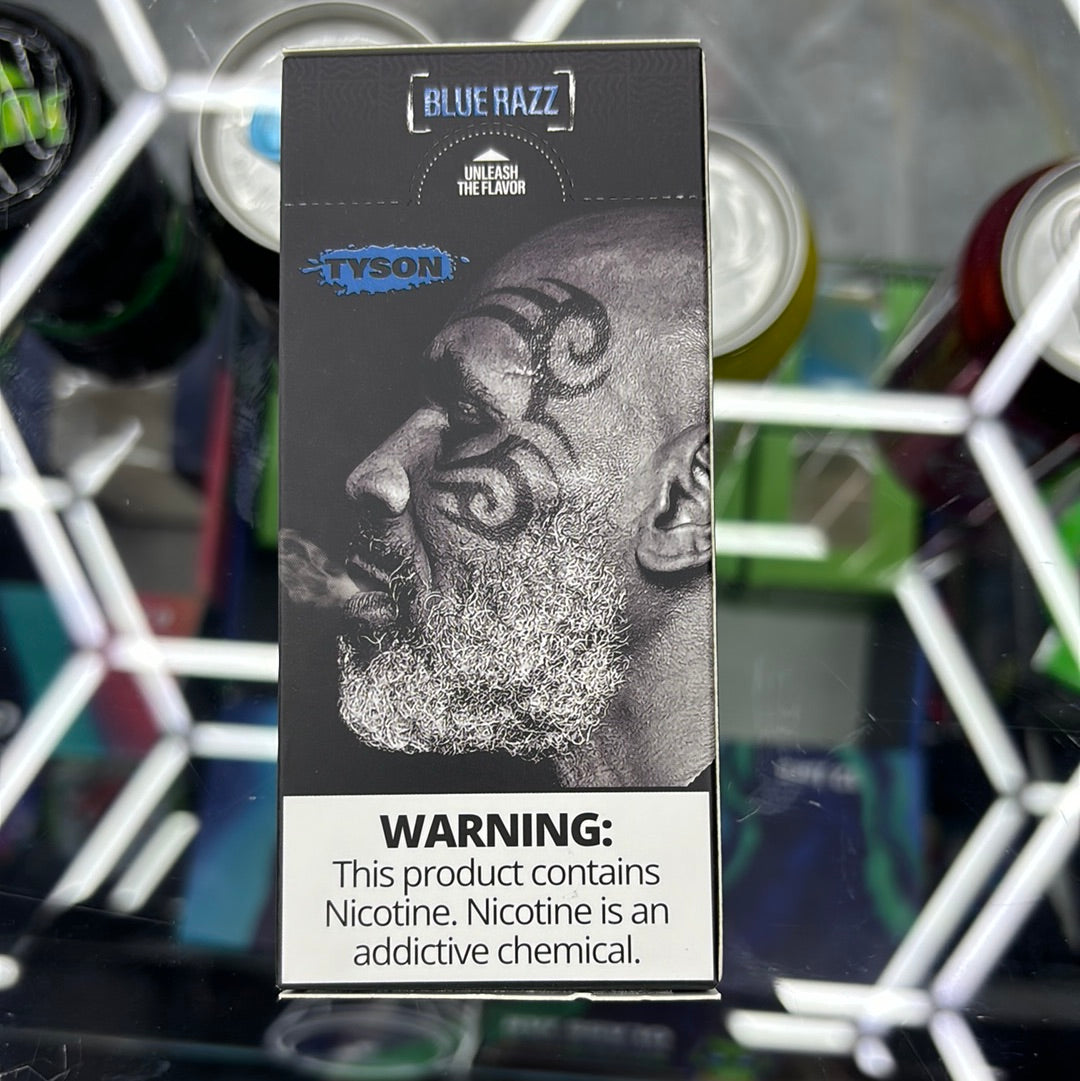 BLUE RAZZ
UNLEASH
THE FLAVOR
TYSON
WARNING:
This product contains
Nicotine. Nicotine is an
addictive chemical.